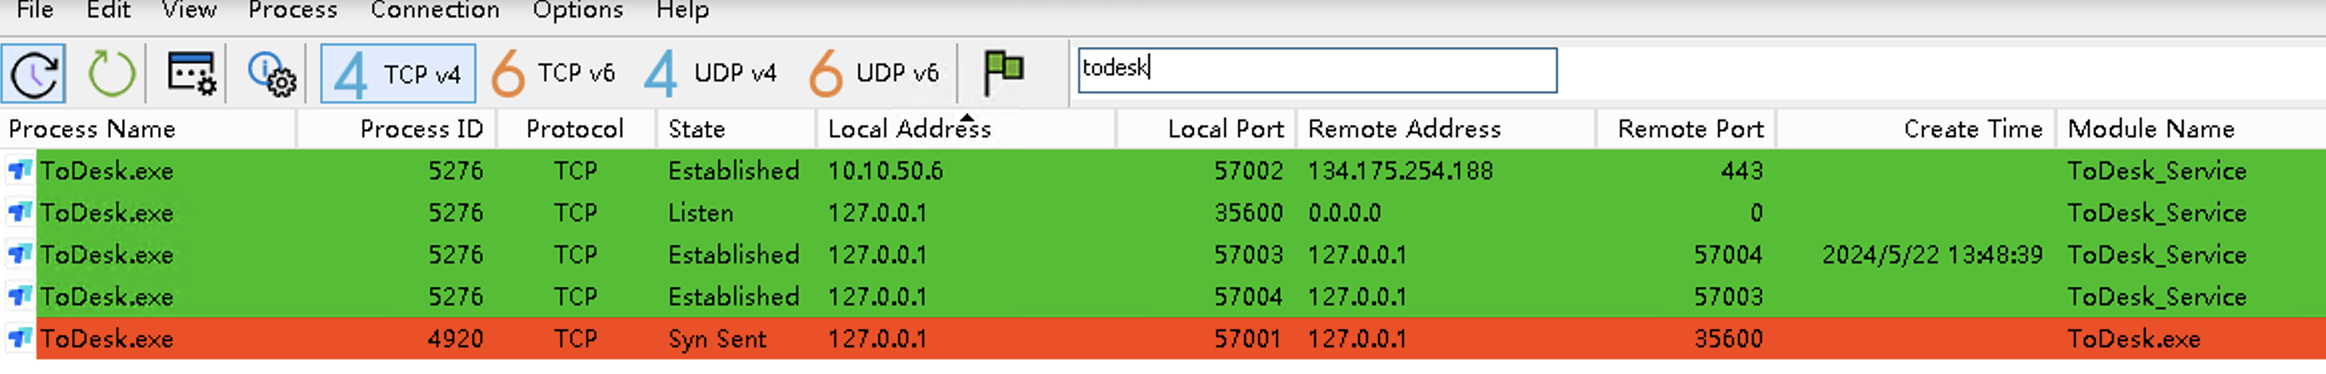 File Edit View Process Connection Options Help
4 TCP v4 6 TCP v6 4 UDP v4 6 UDP v6 todesk
Process Name Process ID Protocol State Local Address Local Port Remote Address Remote Port Create Time Module Name
ToDesk.exe 5276 TCP Established 10.10.50.6 57002 134.175.254.188 443 ToDesk_Service
ToDesk.exe 5276 TCP Listen 127.0.0.1 35600 0.0.0.0 0 ToDesk_Service
ToDesk.exe 5276 TCP Established 127.0.0.1 57003 127.0.0.1 57004 2024/5/22 13:48:39 ToDesk_Service
ToDesk.exe 5276 TCP Established 127.0.0.1 57004 127.0.0.1 57003 ToDesk_Service
ToDesk.exe 4920 TCP Syn Sent 127.0.0.1 57001 127.0.0.1 35600 ToDesk.exe